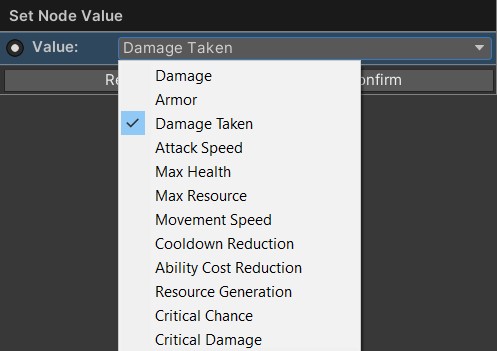 Set Node Value
Value: Damage Taken
Re onfirm
Damage
Armor
Damage Taken
Attack Speed
Max Health
Max Resource
Movement Speed
Cooldown Reduction
Ability Cost Reduction
Resource Generation
Critical Chance
Critical Damage